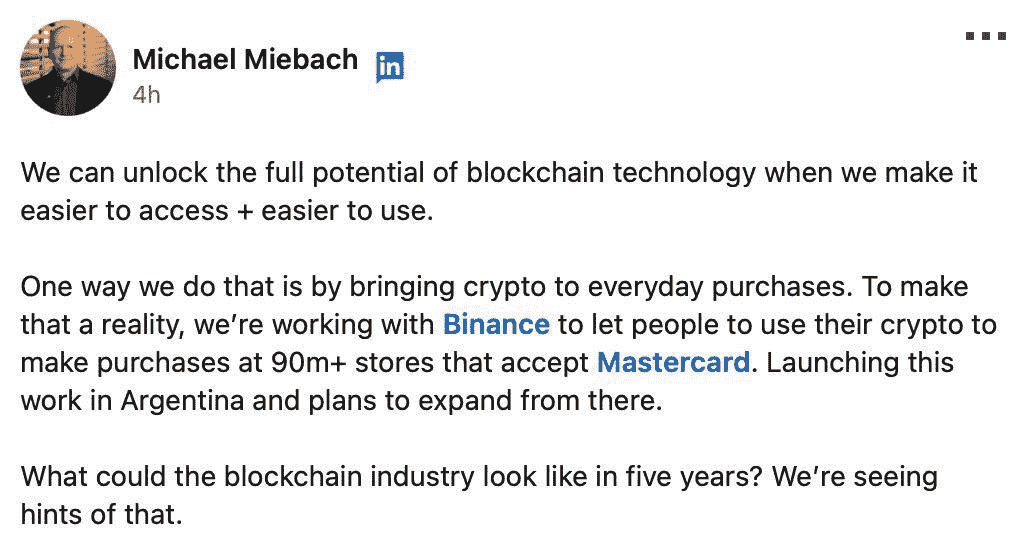 Michael Miebach in
4h
We can unlock the full potential of blockchain technology when we make it
easier to access + easier to use.
One way we do that is by bringing crypto to everyday purchases. To make
that a reality, we’re working with Binance to let people to use their crypto to
make purchases at 90m+ stores that accept Mastercard. Launching this
work in Argentina and plans to expand from there.
What could the blockchain industry look like in five years? We’re seeing
hints of that.